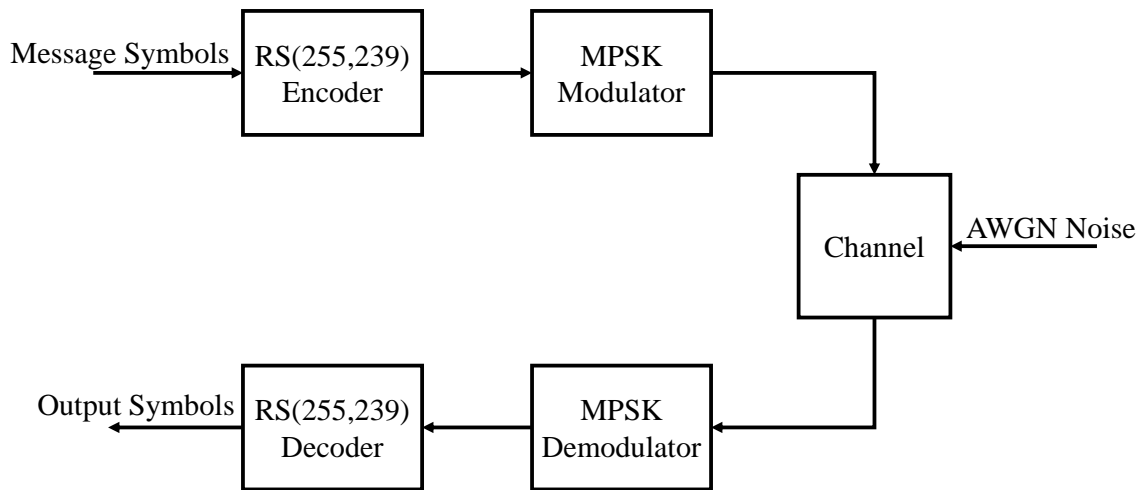 Message Symbols
RS(255,239)
Encoder
MPSK
Modulator
Channel
AWGN Noise
Output Symbols
RS(255,239)
Decoder
MPSK
Demodulator